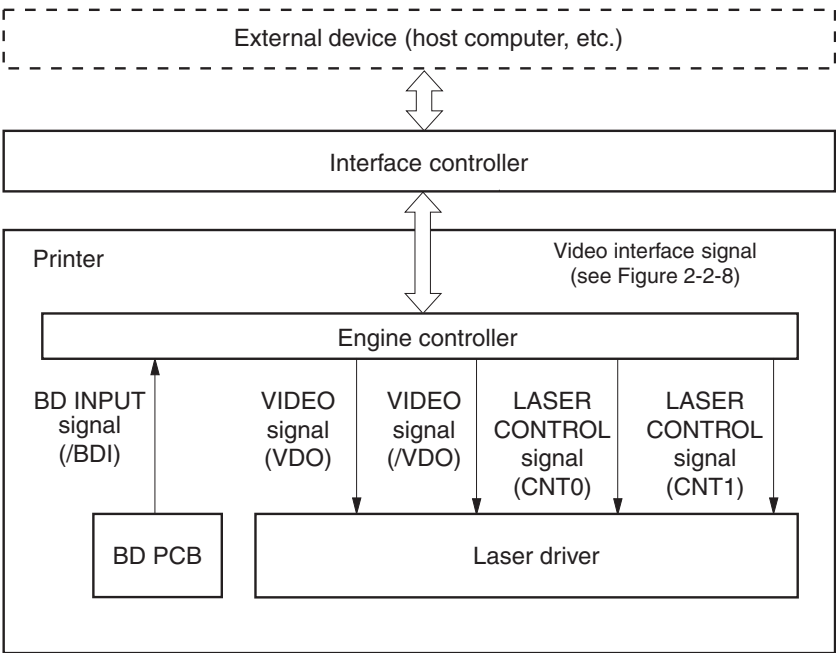 External device (host computer, etc.)
Interface controller
Printer
Video interface signal
(see Figure 2-2-8)
Engine controller
BD INPUT
signal
(/BDI)
VIDEO
signal
(VDO)
VIDEO
signal
(/VDO)
LASER
CONTROL
signal
(CNT0)
LASER
CONTROL
signal
(CNT1)
BD PCB
Laser driver